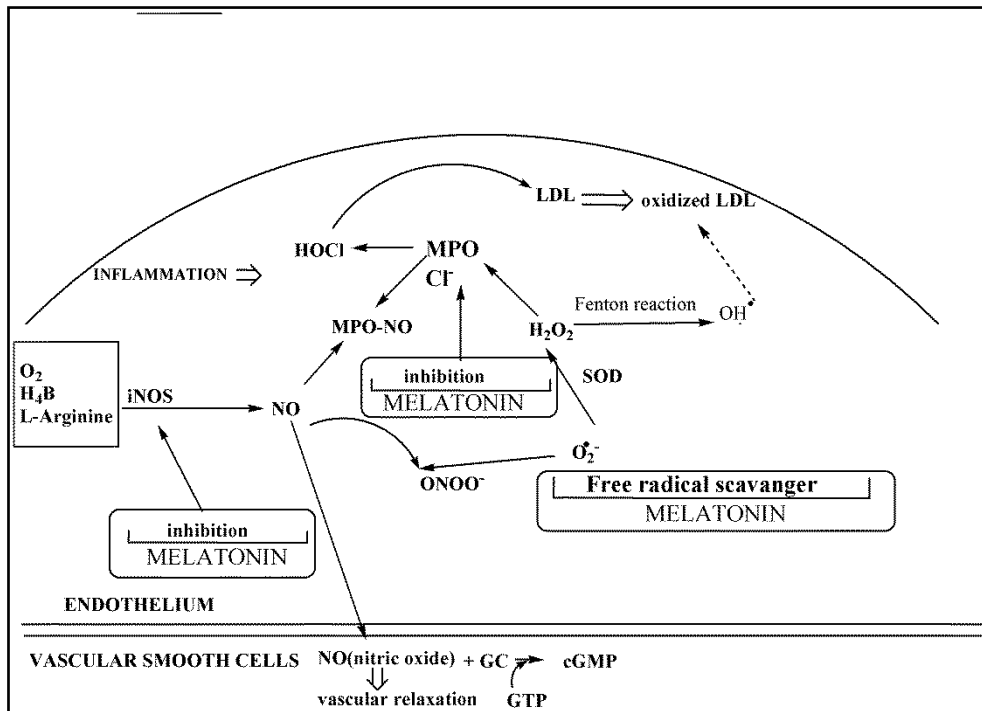 LDL ⇒ oxidized LDL
HOCl
MPO
Cl⁻
INFLAMMATION ⇒
Fenton reaction
OH•
MPO-NO
H₂O₂
O₂
H₄B
L-Arginine
iNOS
NO
inhibition
MELATONIN
SOD
O₂•⁻
ONOO⁻
Free radical scavanger
MELATONIN
inhibition
MELATONIN
ENDOTHELIUM
VASCULAR SMOOTH CELLS NO(nitric oxide) + GC → cGMP
vascular relaxation GTP